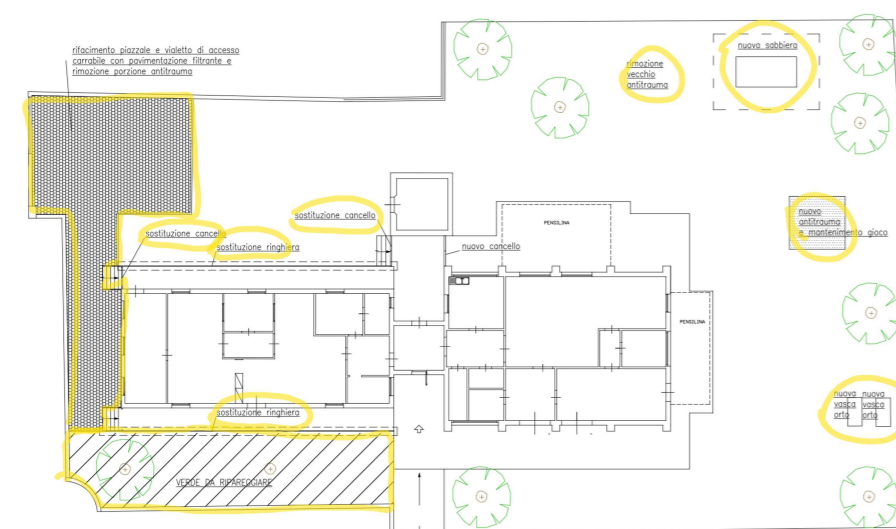 rifacimento piazzale e vialetto di accesso
carrabile con pavimentazione filtrante e
rimozione porzione antitrauma
rimozione
vecchio
antitrauma
nuova sabbiera
sostituzione cancello
sostituzione cancello
sostituzione ringhiera
nuovo cancello
PENSILINA
nuovo
antitrauma
e mantenimento gioco
PENSILINA
nuova
vasca
orto
nuova
vasca
orto
sostituzione ringhiera
VERDE DA RIPAREGGIARE